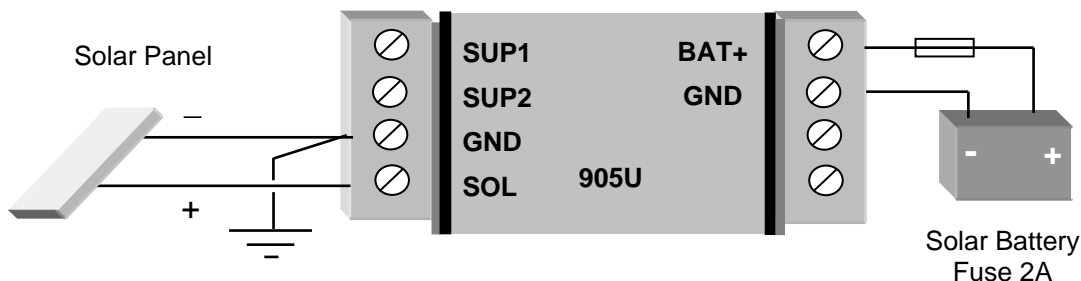 Solar Panel
SUP1
SUP2
GND
SOL
905U
BAT+
GND
–
+
-
+
Solar Battery
Fuse 2A